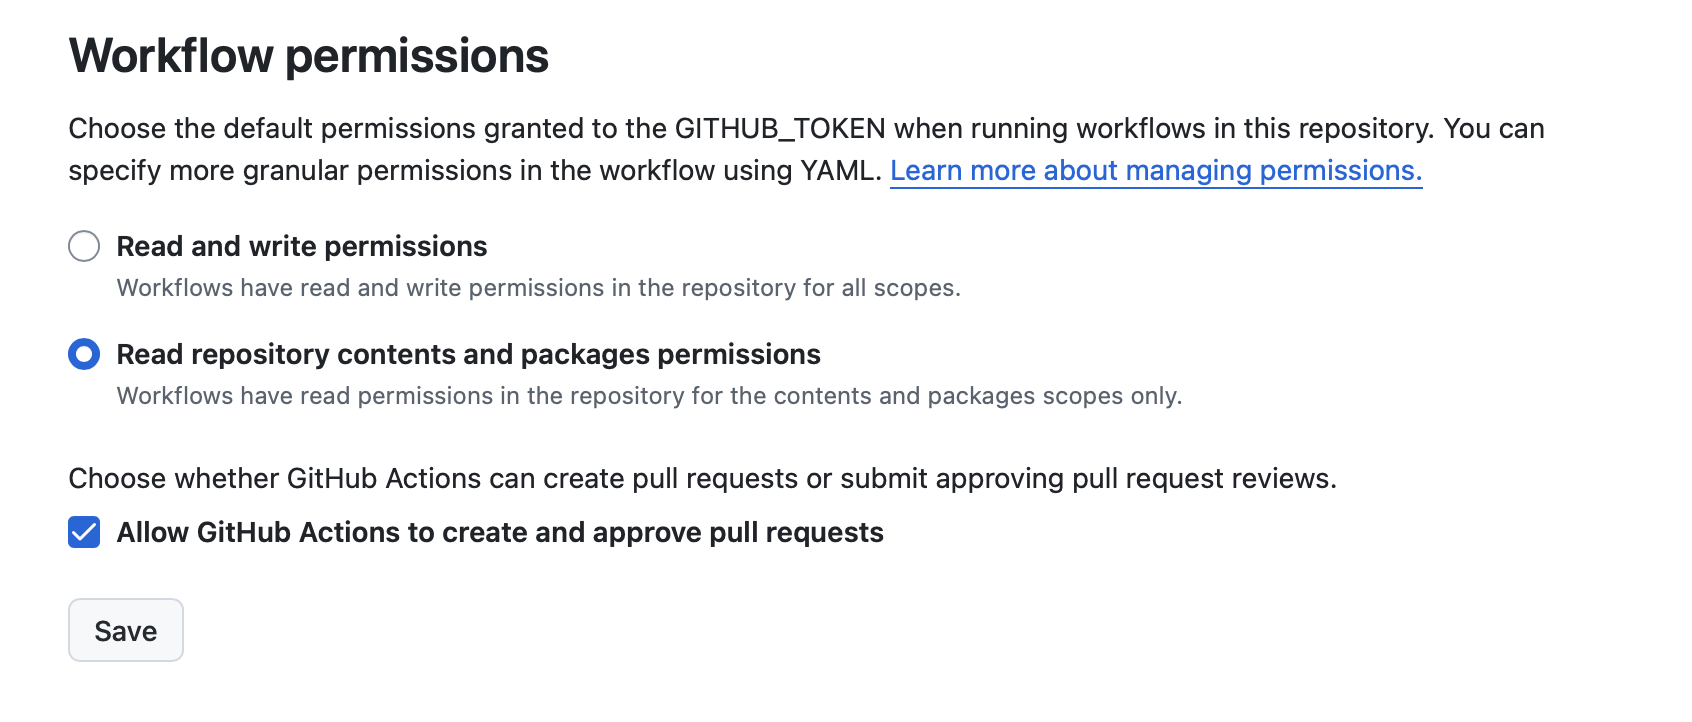 Workflow permissions
Choose the default permissions granted to the GITHUB_TOKEN when running workflows in this repository. You can
specify more granular permissions in the workflow using YAML. Learn more about managing permissions.
Read and write permissions
Workflows have read and write permissions in the repository for all scopes.
Read repository contents and packages permissions
Workflows have read permissions in the repository for the contents and packages scopes only.
Choose whether GitHub Actions can create pull requests or submit approving pull request reviews.
Allow GitHub Actions to create and approve pull requests
Save